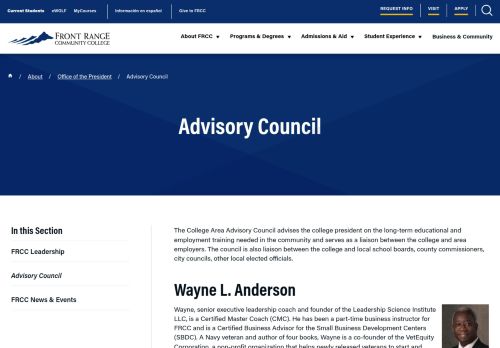 Current Students eWOLF MyCourses Información en español Give to FRCC REQUEST INFO VISIT APPLY
FRONT RANGE
COMMUNITY COLLEGE
About FRCC Programs & Degrees Admissions & Aid Student Experience Business & Community
/ About / Office of the President / Advisory Council
Advisory Council
In this Section
FRCC Leadership
Advisory Council
FRCC News & Events
The College Area Advisory Council advises the college president on the long-term educational and
employment training needed in the community and serves as a liaison between the college and area
employers. The council is also liaison between the college and local school boards, county commissioners,
city councils, other local elected officials.
Wayne L. Anderson
Wayne, senior executive leadership coach and founder of the Leadership Science Institute
LLC, is a Certified Master Coach (CMC). He has been a part-time business instructor for
FRCC and is a Certified Business Advisor for the Small Business Development Centers
(SBDC). A Navy veteran and author of four books, Wayne is a co-founder of the VetEquity
Corporation, a non-profit organization that helps newly released veterans to start and